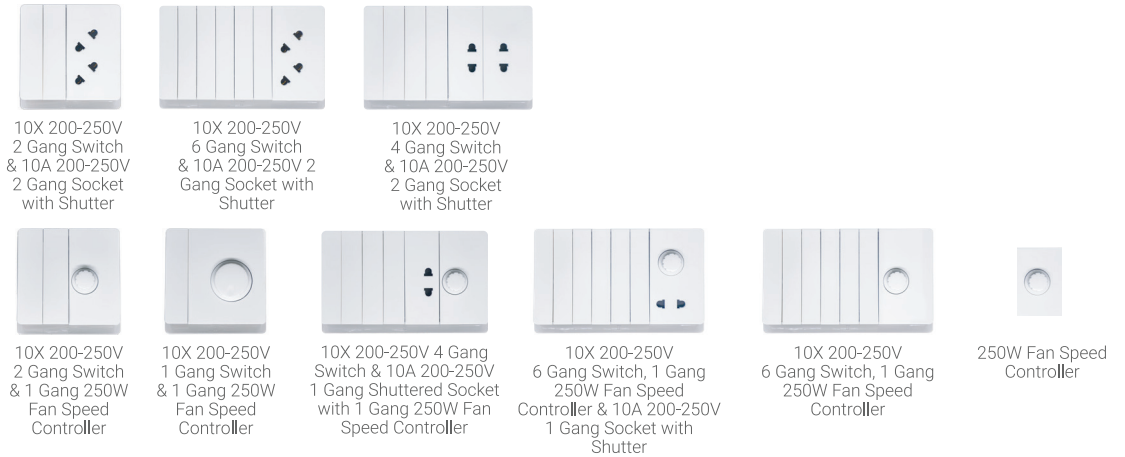 10X 200-250V
2 Gang Switch
& 10A 200-250V
2 Gang Socket
with Shutter
10X 200-250V
6 Gang Switch
& 10A 200-250V 2
Gang Socket with
Shutter
10X 200-250V
4 Gang Switch
& 10A 200-250V
2 Gang Socket
with Shutter
10X 200-250V
2 Gang Switch
& 1 Gang 250W
Fan Speed
Controller
10X 200-250V
1 Gang Switch
& 1 Gang 250W
Fan Speed
Controller
10X 200-250V 4 Gang
Switch & 10A 200-250V
1 Gang Shuttered Socket
with 1 Gang 250W Fan
Speed Controller
10X 200-250V
6 Gang Switch, 1 Gang
250W Fan Speed
Controller & 10A 200-250V
1 Gang Socket with
Shutter
10X 200-250V
6 Gang Switch, 1 Gang
250W Fan Speed
Controller
250W Fan Speed
Controller